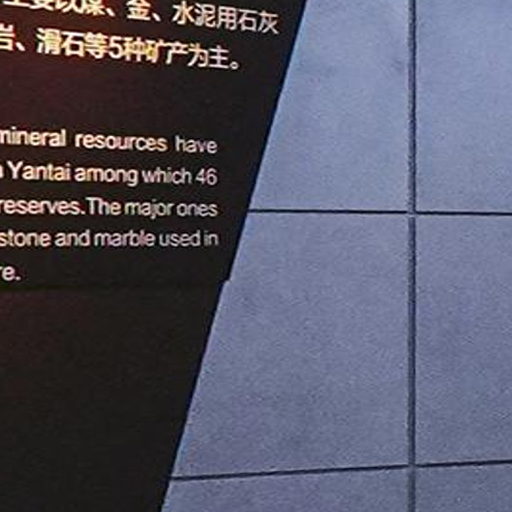 主要以煤、金、水泥用石灰
岩、滑石等5种矿产为主。
mineral resources have
Yantai among which 46
reserves.The major ones
stone and marble used in
re.